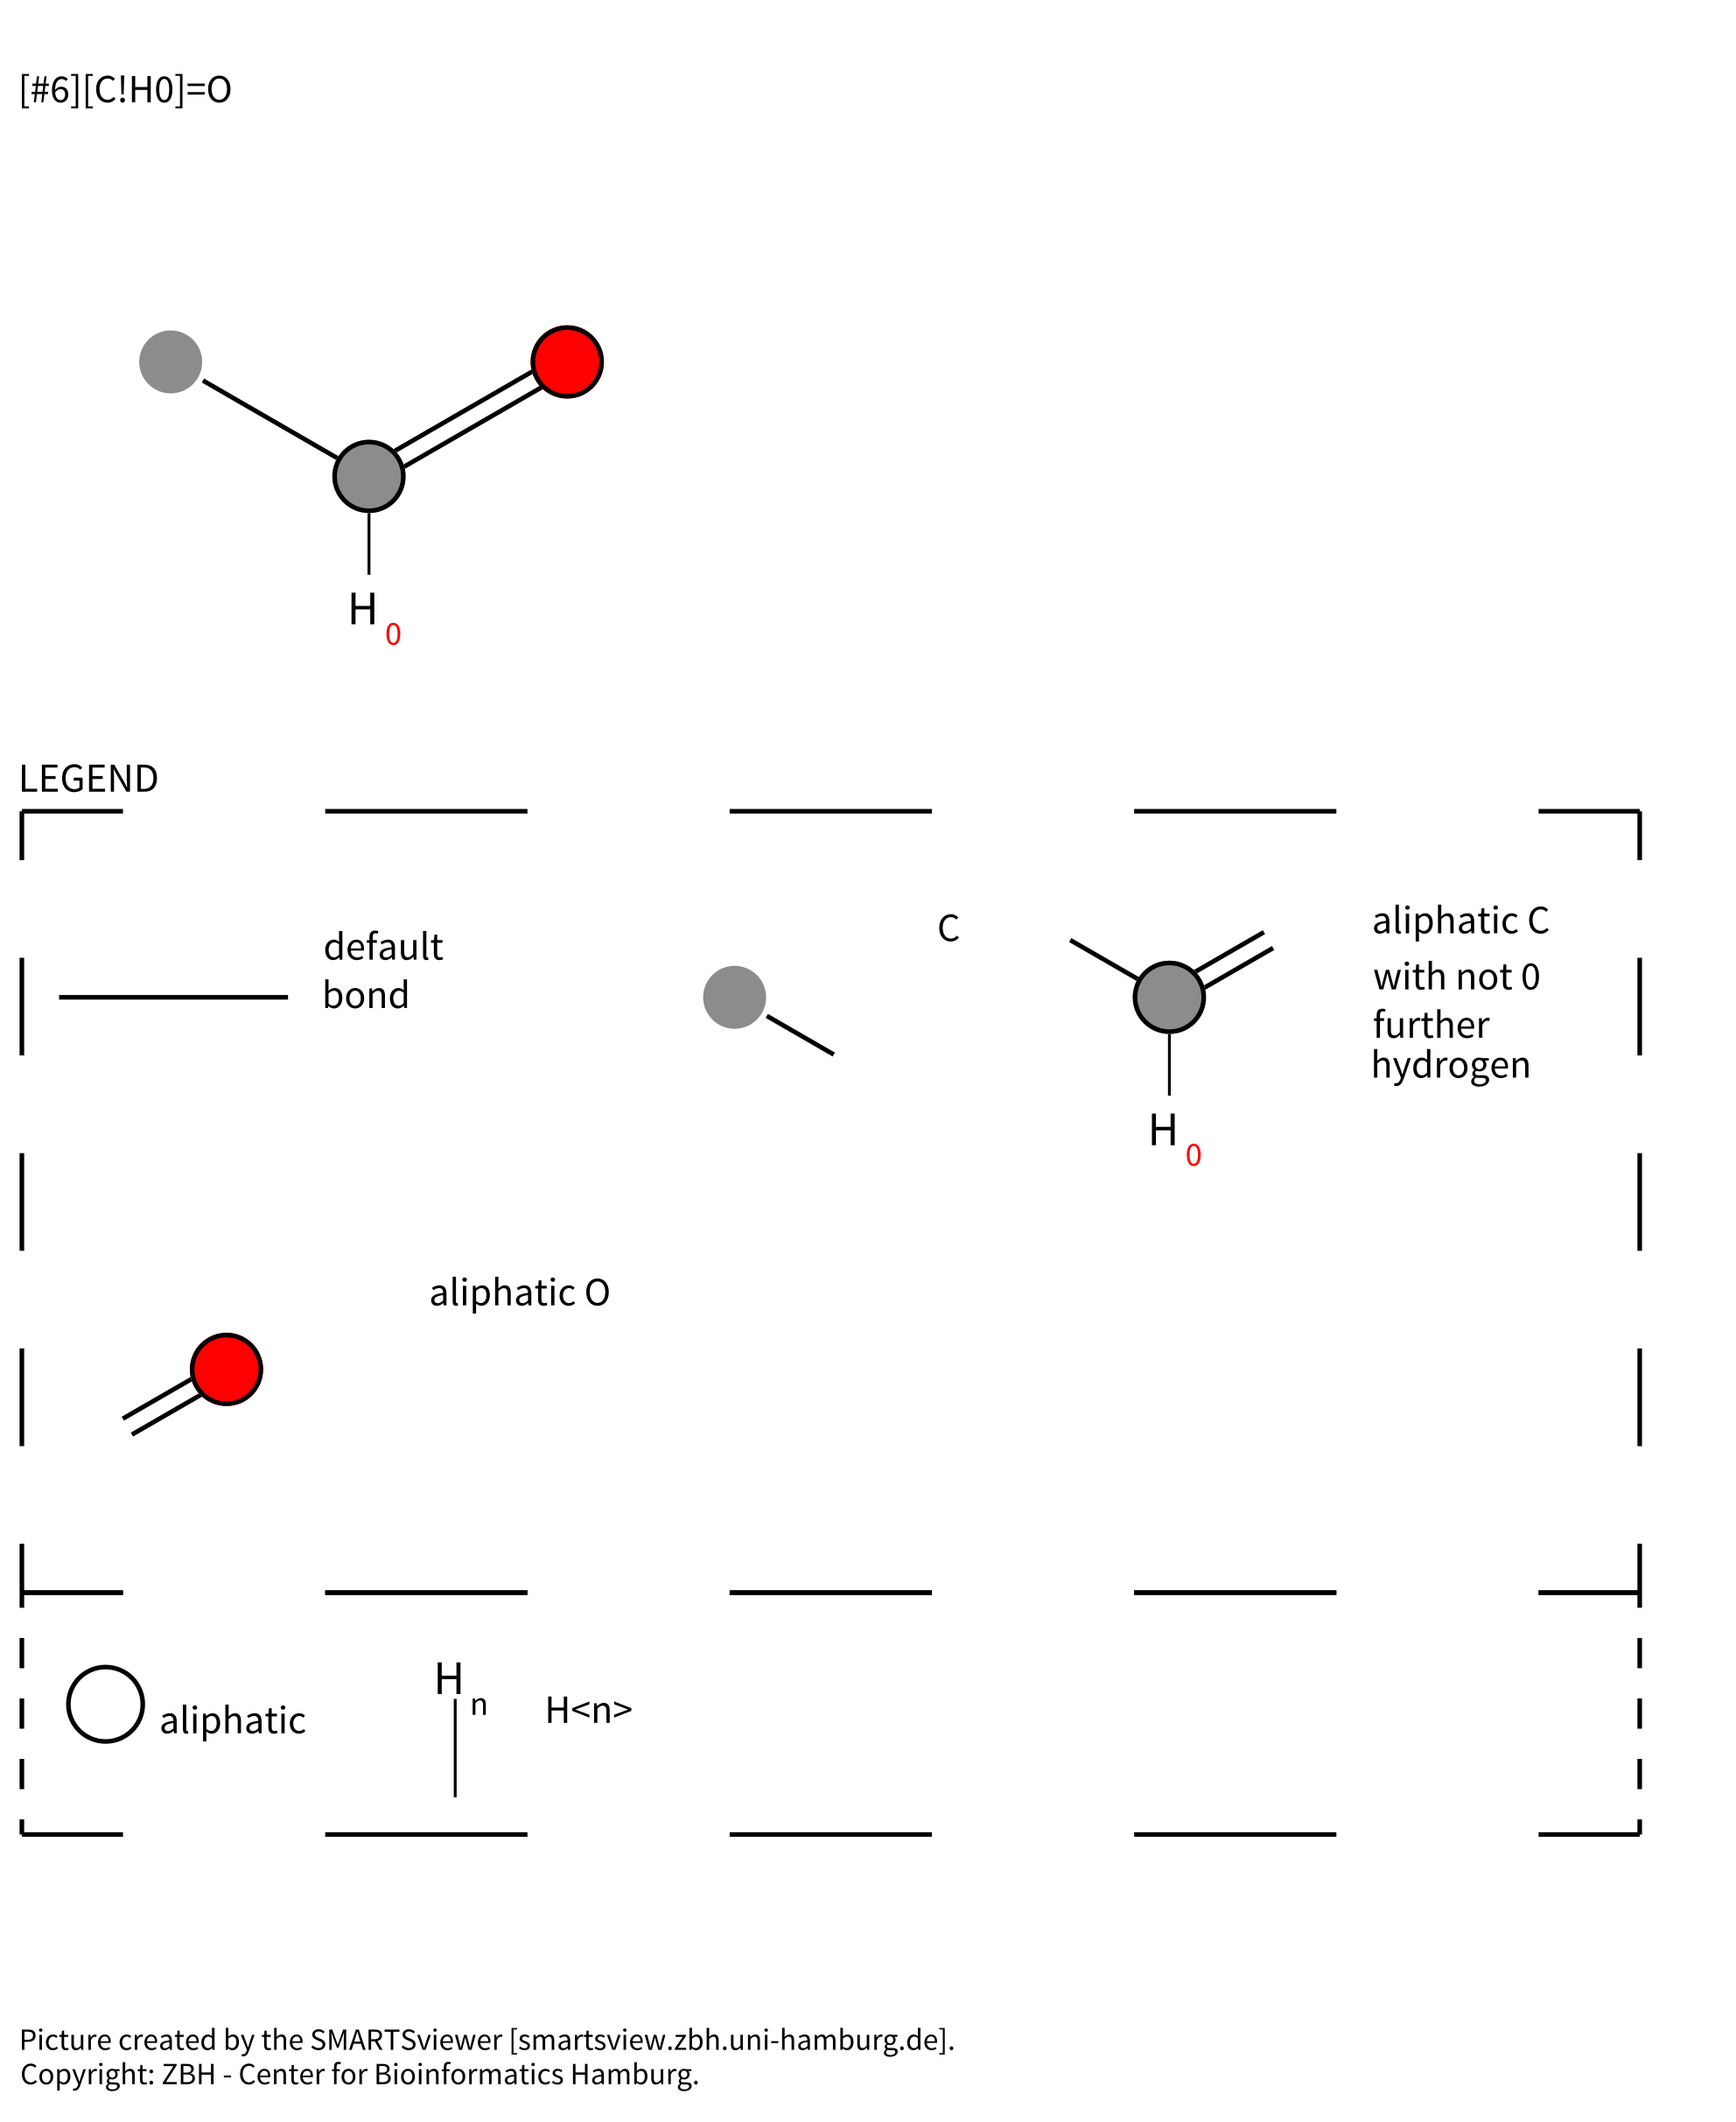 [#6][C!H0]=O
H
0
LEGEND
default
bond
C
aliphatic C
with not 0
further
hydrogen
H
0
aliphatic O
aliphatic
H
n
H<n>
Picture created by the SMARTSviewer [smartsview.zbh.uni-hamburg.de].
Copyright: ZBH - Center for Bioinformatics Hamburg.